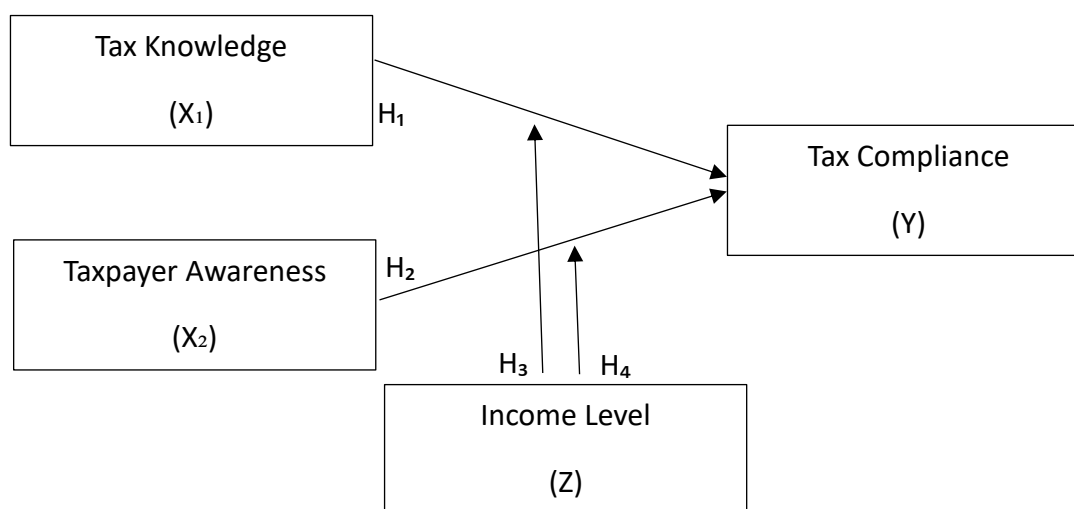 Tax Knowledge
(X₁)
H₁
Tax Compliance
(Y)
Taxpayer Awareness
(X₂)
H₂
H₃
H₄
Income Level
(Z)